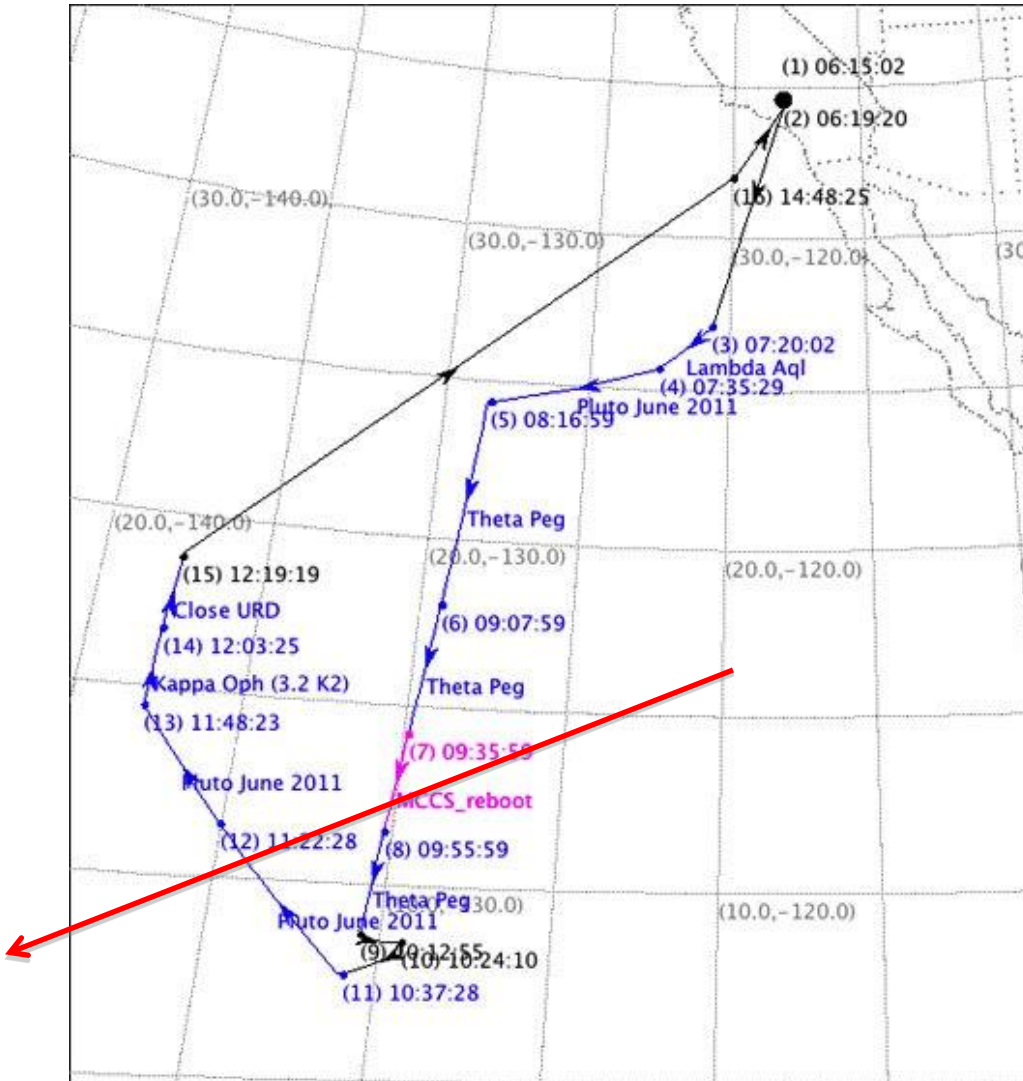 (1) 06:15:02
(2) 06:19:20
(16) 14:48:25
(30.0,−140.0)
(30.0,−130.0)
(30.0,−120.0)
(30
(3) 07:20:02
Lambda Aql
(4) 07:35:29
Pluto June 2011
(5) 08:16:59
Theta Peg
(20.0,−140.0)
(20.0,−130.0)
(20.0,−120.0)
(15) 12:19:19
Close URD
(6) 09:07:59
(14) 12:03:25
Kappa Oph (3.2 K2)
Theta Peg
(13) 11:48:23
(7) 09:35:59
Pluto June 2011
MCCS_reboot
(12) 11:22:28
(8) 09:55:59
Theta Peg
(10.0,−120.0)
Pluto June 2011
(9) 10:12:55
(10) 10:24:10
(11) 10:37:28